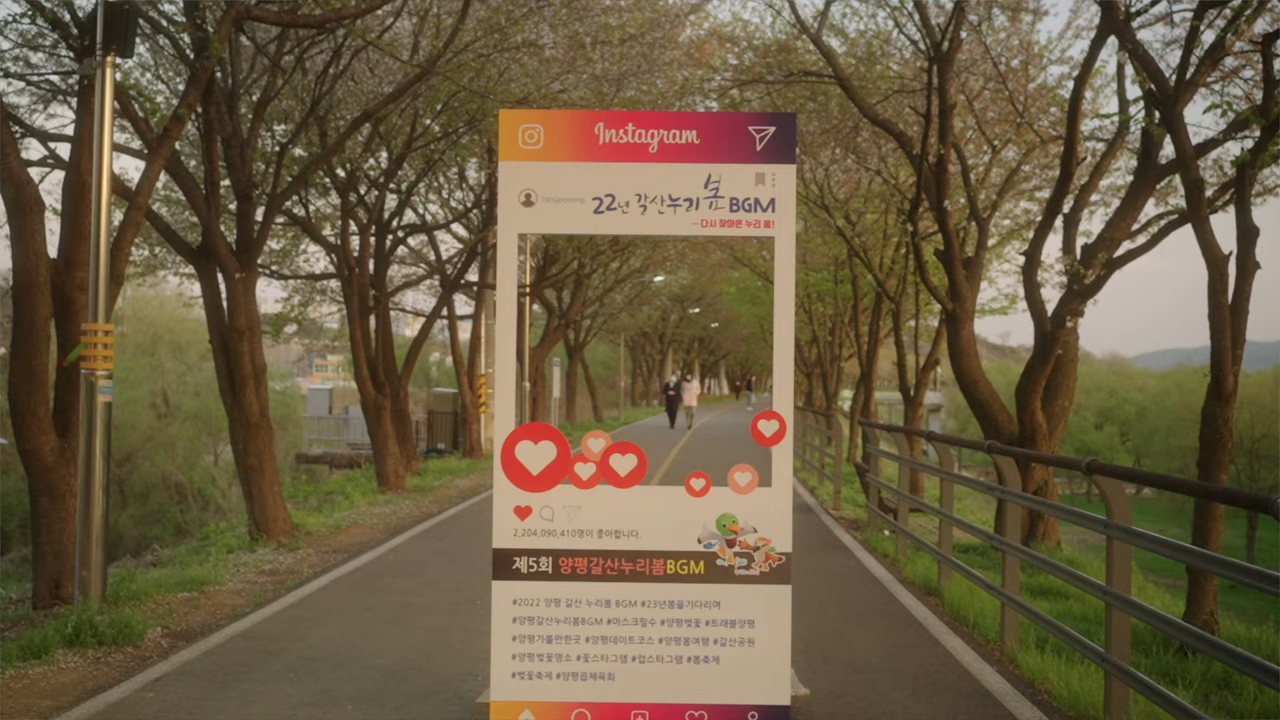 Instagram
Yangpyeong
22년 갈산누리봄 BGM
다시 찾아온 누리 봄!
2,204,090,410명이 좋아합니다.
제5회 양평갈산누리봄BGM
#2022 양평 갈산 누리봄 BGM #23년봄을기다리며
#양평갈산누리봄BGM #마스크필수 #양평벚꽃 #트래블양평
#양평가볼만한곳 #양평데이트코스 #양평봄여행 #갈산공원
#양평벚꽃명소 #꽃스타그램 #럽스타그램 #봄축제
#벚꽃축제 #양평읍체육회